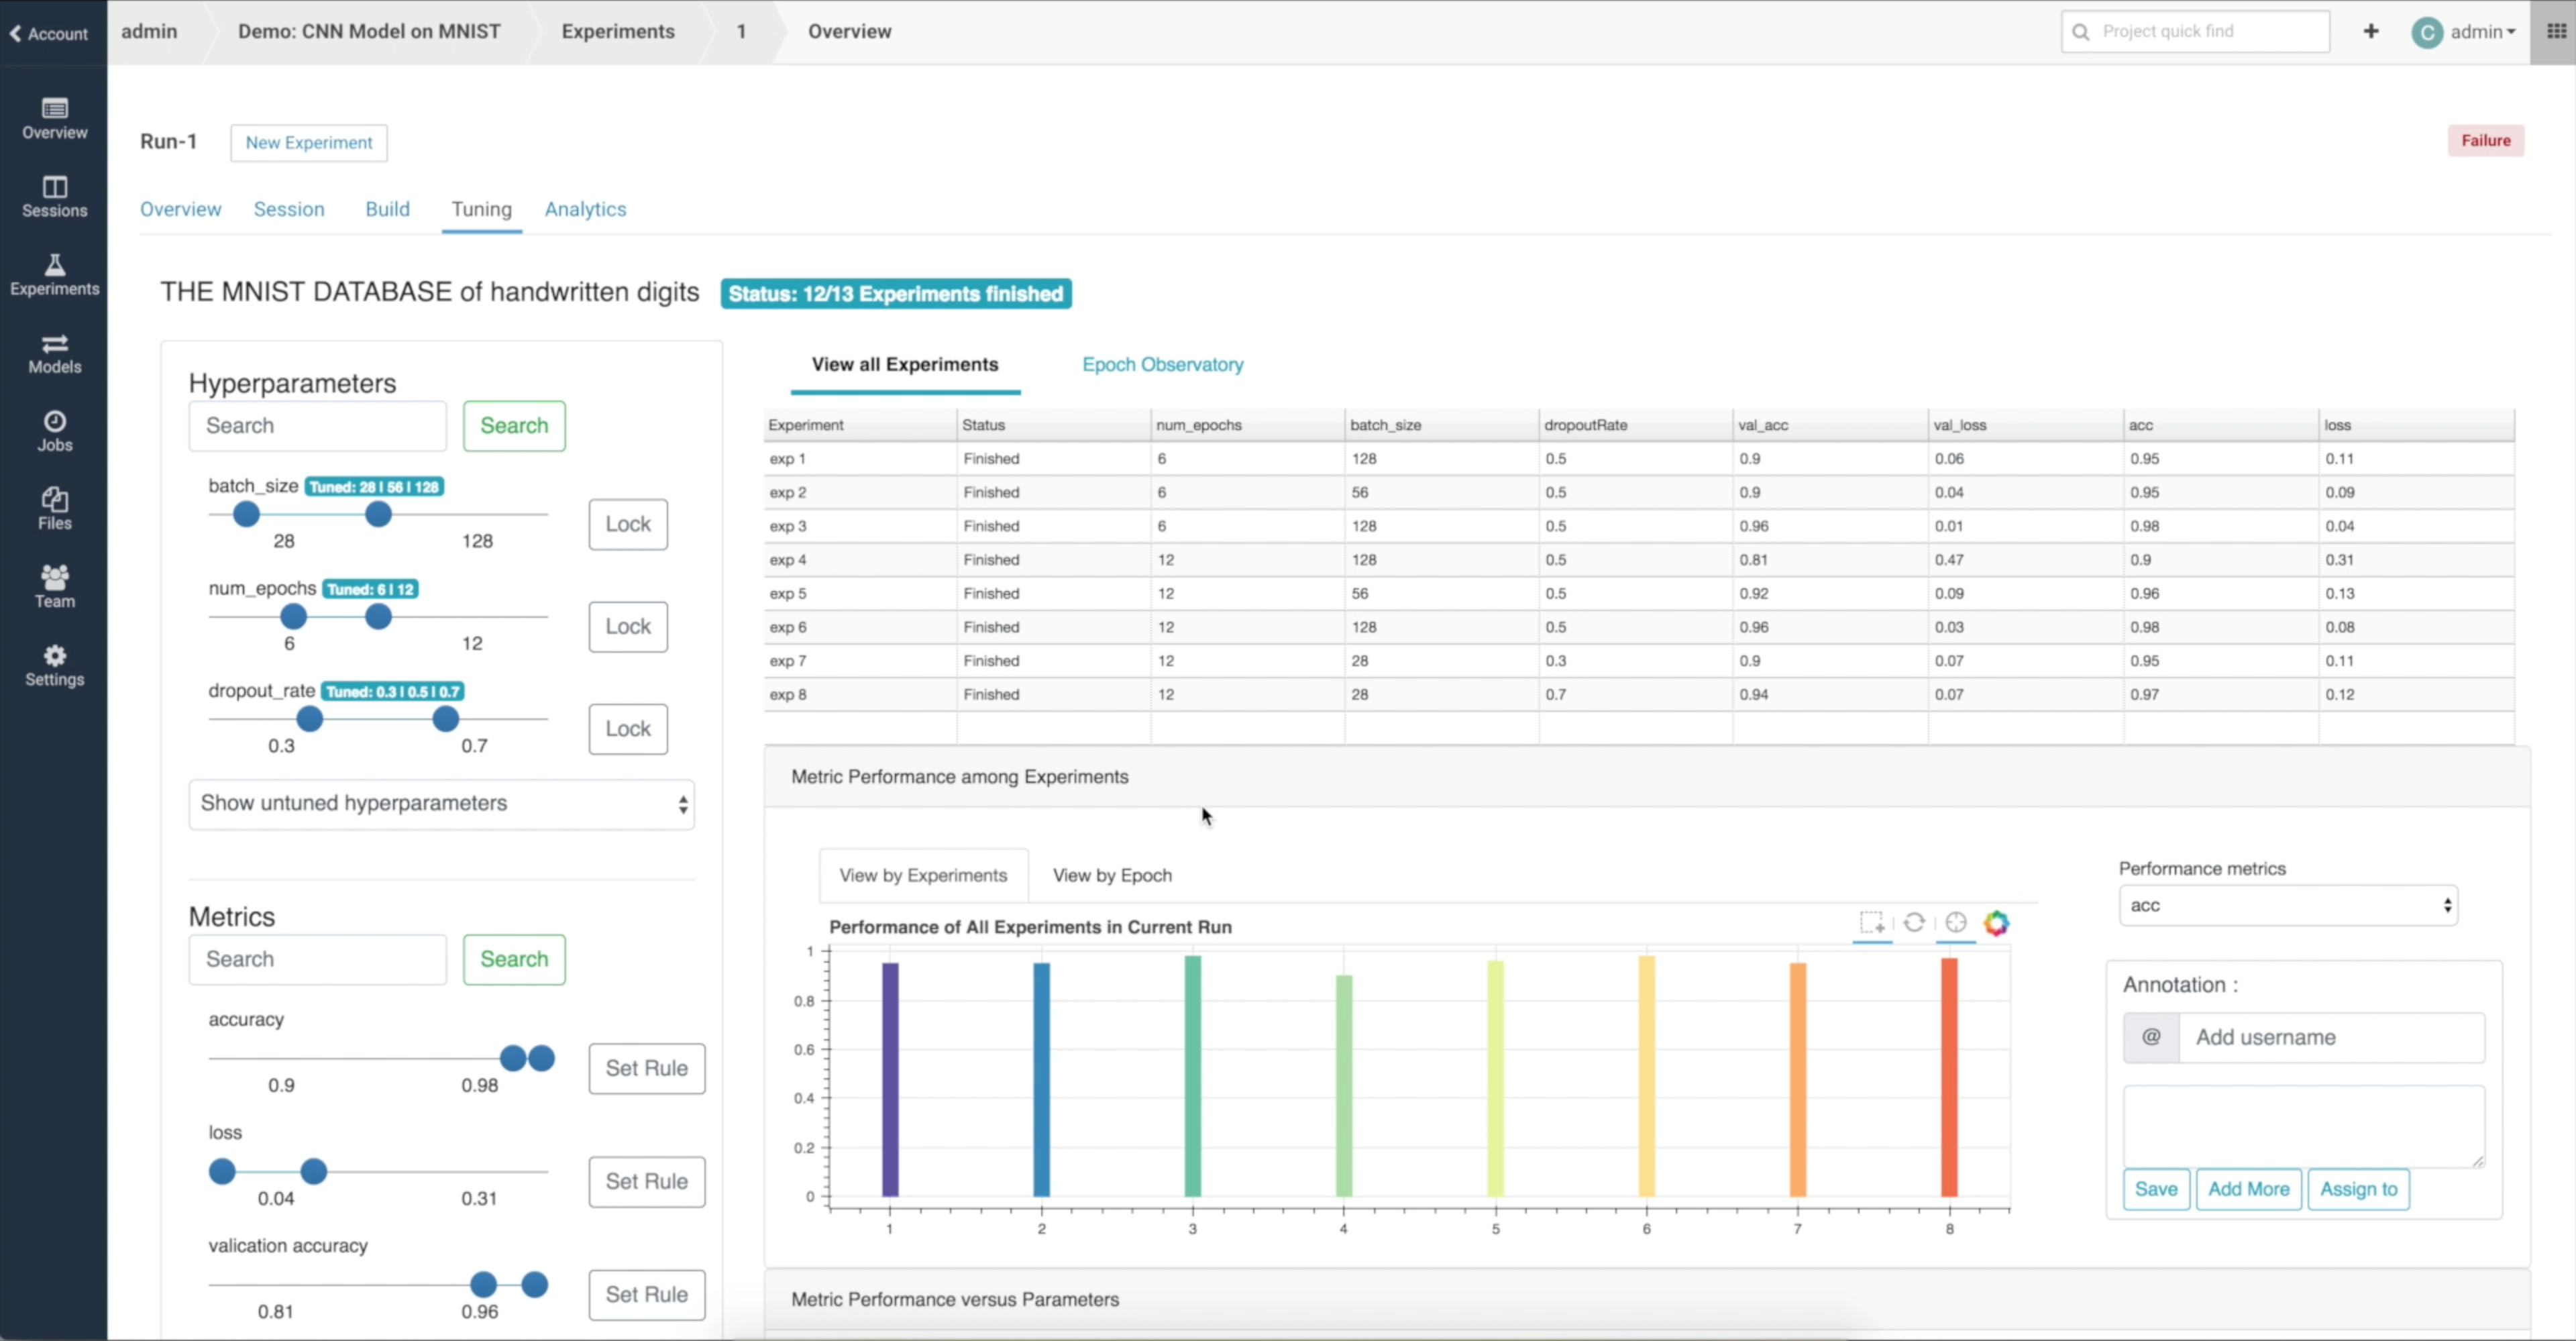 Account
admin
Demo: CNN Model on MNIST
Experiments
1
Overview
Project quick find
+
C
admin
Overview
Sessions
Experiments
Models
Jobs
Files
Team
Settings
Run-1
New Experiment
Failure
Overview Session Build Tuning Analytics
THE MNIST DATABASE of handwritten digits
Status: 12/13 Experiments finished
Hyperparameters
Search
Search
batch_size Tuned: 28 | 56 | 128
28 128
Lock
num_epochs Tuned: 6 | 12
6 12
Lock
dropout_rate Tuned: 0.3 | 0.5 | 0.7
0.3 0.7
Lock
Show untuned hyperparameters
Metrics
Search
Search
accuracy
0.9 0.98
Set Rule
loss
0.04 0.31
Set Rule
valication accuracy
0.81 0.96
Set Rule
View all Experiments
Epoch Observatory
Experiment Status num_epochs batch_size dropoutRate val_acc val_loss acc loss
exp 1 Finished 6 128 0.5 0.9 0.06 0.95 0.11
exp 2 Finished 6 56 0.5 0.9 0.04 0.95 0.09
exp 3 Finished 6 128 0.5 0.96 0.01 0.98 0.04
exp 4 Finished 12 128 0.5 0.81 0.47 0.9 0.31
exp 5 Finished 12 56 0.5 0.92 0.09 0.96 0.13
exp 6 Finished 12 128 0.5 0.96 0.03 0.98 0.08
exp 7 Finished 12 28 0.3 0.9 0.07 0.95 0.11
exp 8 Finished 12 28 0.7 0.94 0.07 0.97 0.12
Metric Performance among Experiments
View by Experiments
View by Epoch
Performance of All Experiments in Current Run
1
0.8
0.6
0.4
0.2
0
1 2 3 4 5 6 7 8
Performance metrics
acc
Annotation :
@ Add username
Save Add More Assign to
Metric Performance versus Parameters